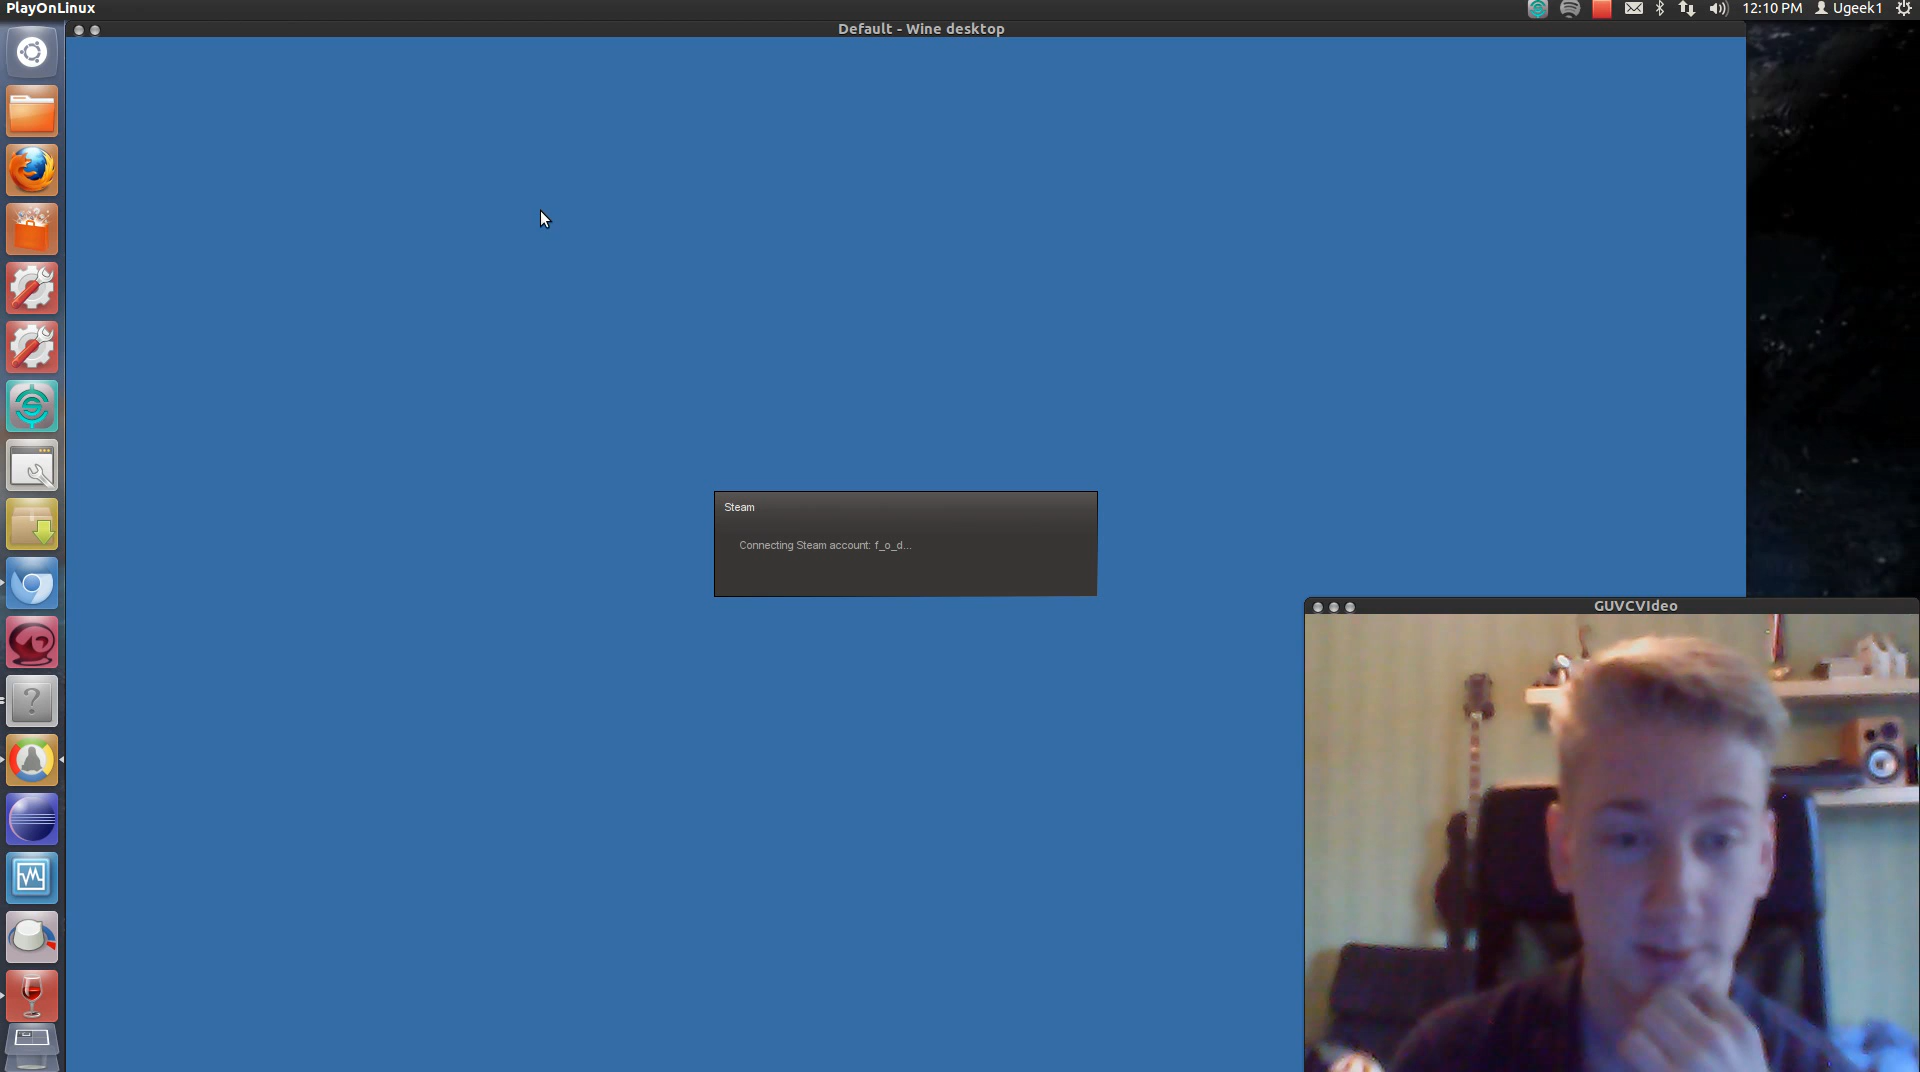 PlayOnLinux
12:10 PM
Ugeek1
Default - Wine desktop
Steam
Connecting Steam account: f_o_d...
GUVCVIdeo